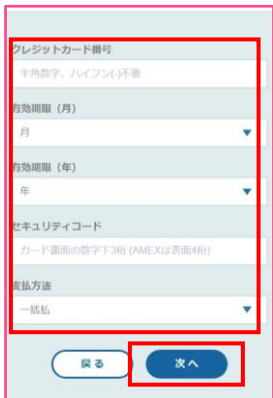 クレジットカード番号
半角数字，ハイフン(-)不要
有効期限（月）
月
有効期限（年）
年
セキュリティコード
カード裏面の数字下3桁 (AMEXは表面4桁)
支払方法
一括払
戻る
次へ